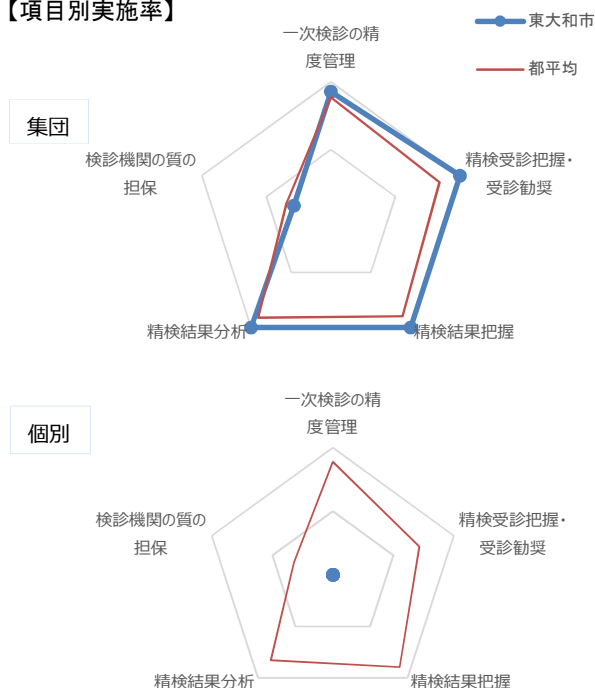 【項目別実施率】
東大和市
都平均
集団
一次検診の精
度管理
精検受診把握・
受診勧奨
精検結果把握
精検結果分析
検診機関の質の
担保
個別
一次検診の精
度管理
精検受診把握・
受診勧奨
精検結果把握
精検結果分析
検診機関の質の
担保